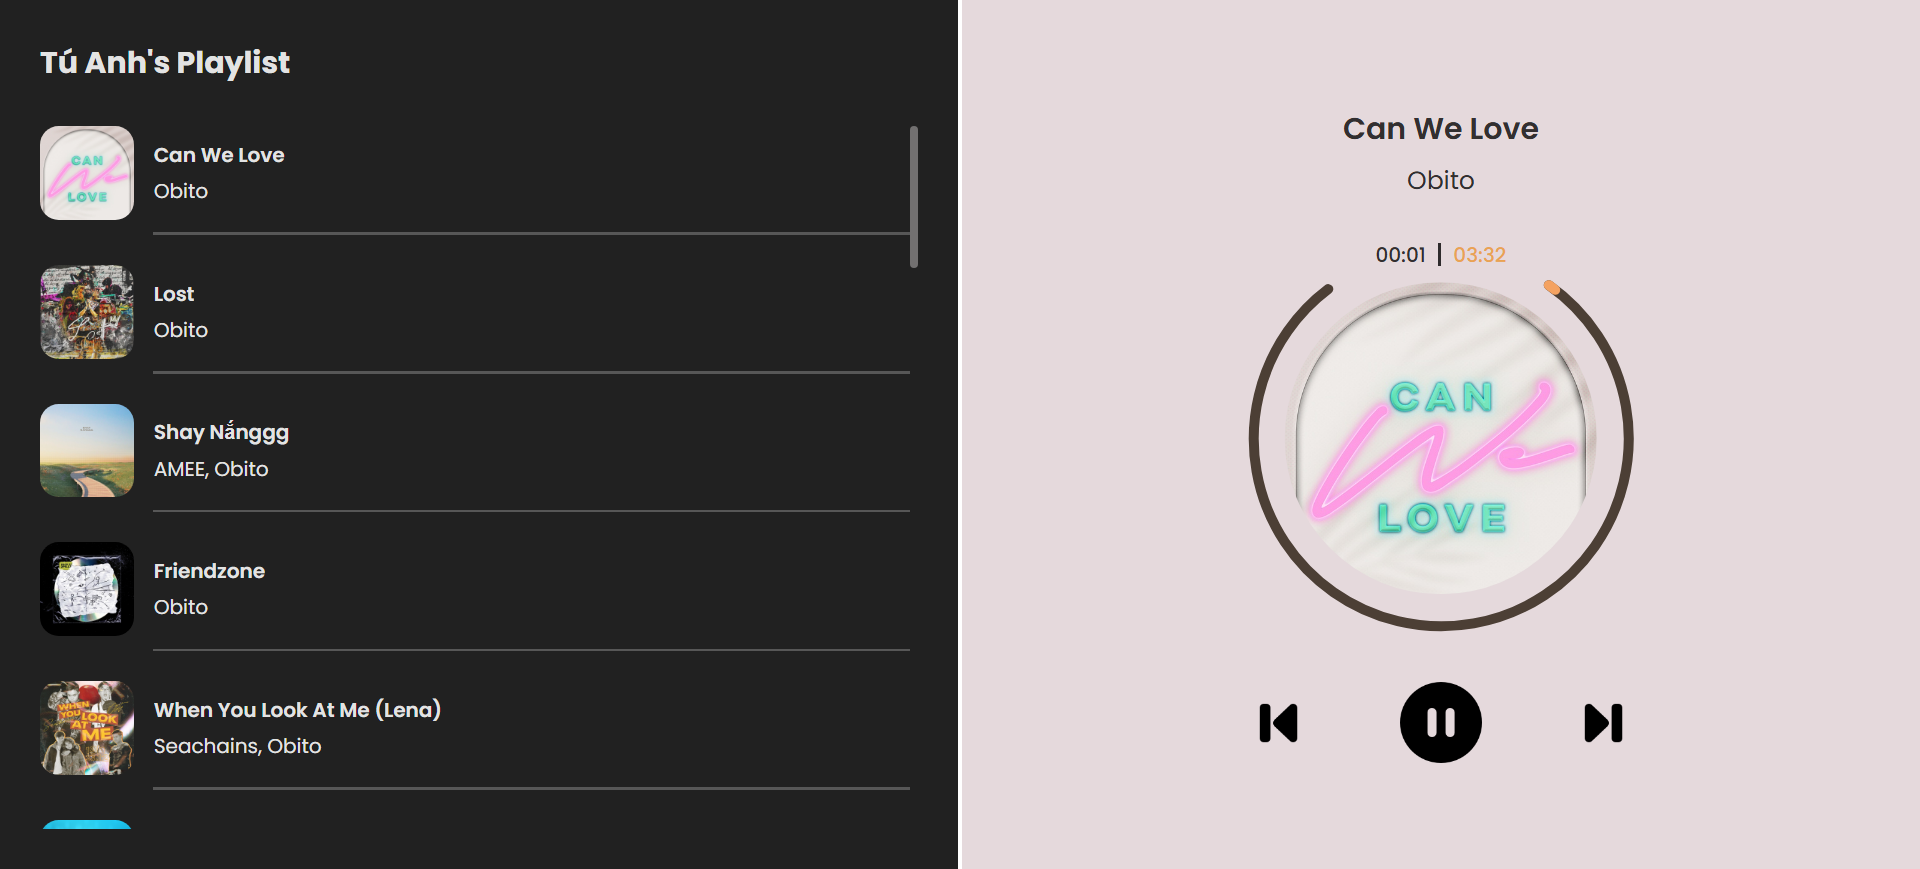 Tú Anh's Playlist
CAN
We
LOVE
Can We Love
Obito
Lost
Obito
Shay Nắnggg
AMEE, Obito
Friendzone
Obito
WHEN
YOU LOOK
AT
ME
When You Look At Me (Lena)
Seachains, Obito
Can We Love
Obito
00:01 | 03:32
CAN
We
LOVE